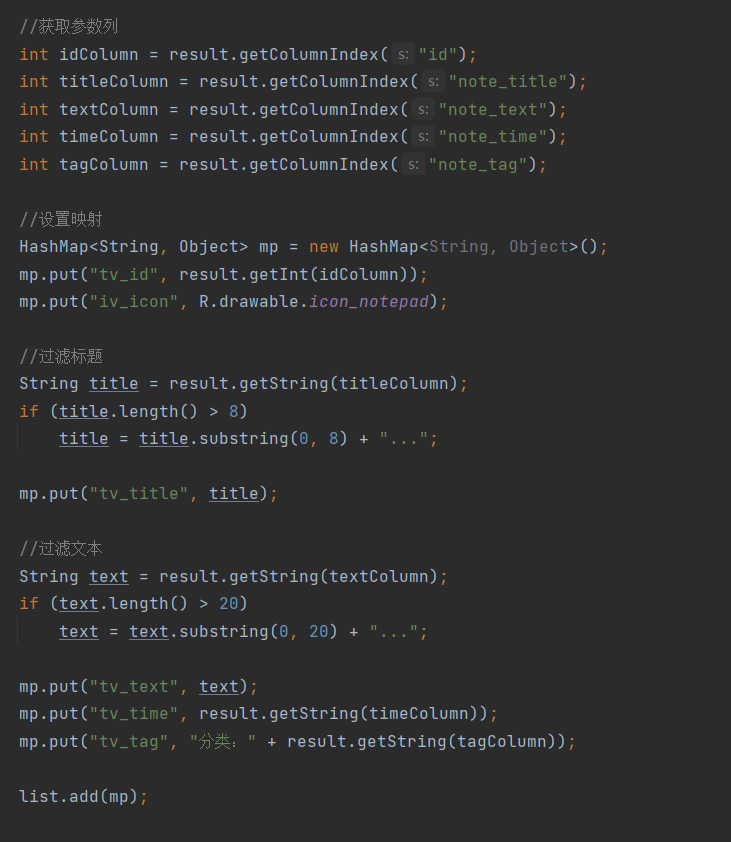 //获取参数列
int idColumn = result.getColumnIndex( s: "id");
int titleColumn = result.getColumnIndex( s: "note_title");
int textColumn = result.getColumnIndex( s: "note_text");
int timeColumn = result.getColumnIndex( s: "note_time");
int tagColumn = result.getColumnIndex( s: "note_tag");
//设置映射
HashMap<String, Object> mp = new HashMap<String, Object>();
mp.put("tv_id", result.getInt(idColumn));
mp.put("iv_icon", R.drawable.icon_notepad);
//过滤标题
String title = result.getString(titleColumn);
if (title.length() > 8)
title = title.substring(0, 8) + "...";
mp.put("tv_title", title);
//过滤文本
String text = result.getString(textColumn);
if (text.length() > 20)
text = text.substring(0, 20) + "...";
mp.put("tv_text", text);
mp.put("tv_time", result.getString(timeColumn));
mp.put("tv_tag", "分类：" + result.getString(tagColumn));
list.add(mp);